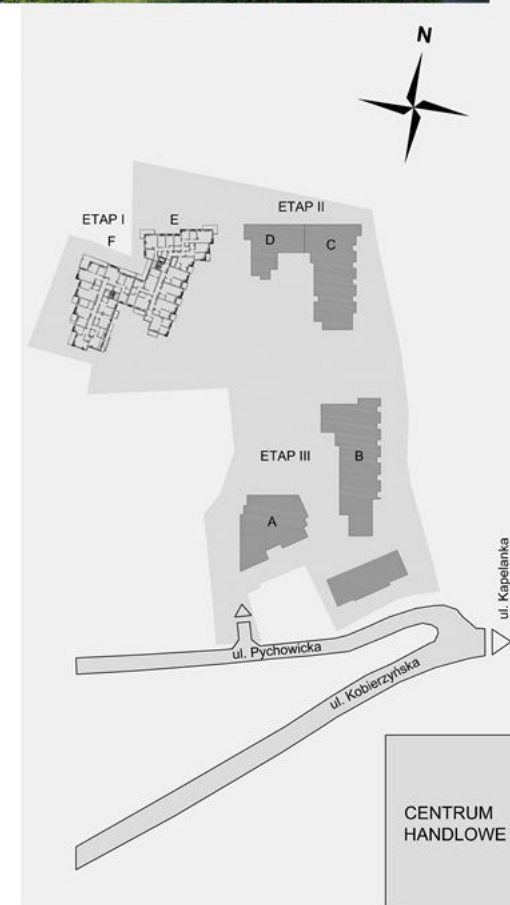 N
ETAP II
ETAP I
E
F
D
C
ETAP III
B
A
ul. Kapelanka
ul. Pychowicka
ul. Kobierzyńska
CENTRUM
HANDLOWE